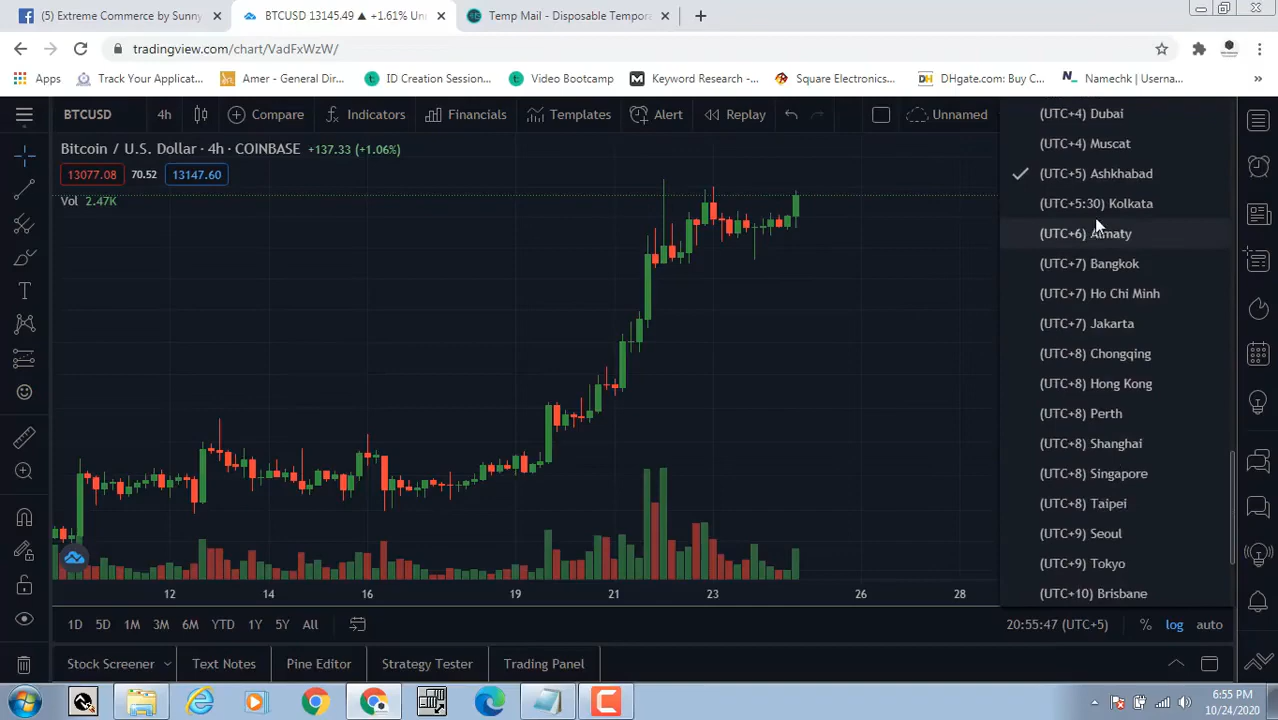 (5) Extreme Commerce by Sunny
BTCUSD 13145.49 ▲ +1.61% Un
Temp Mail - Disposable Tempora
tradingview.com/chart/VadFxWzW/
Apps
Track Your Applicat...
Amer - General Dir...
ID Creation Session...
Video Bootcamp
Keyword Research -...
Square Electronics...
DHgate.com: Buy C...
Namechk | Userna...
BTCUSD
4h
Compare
Indicators
Financials
Templates
Alert
Replay
Unnamed
Bitcoin / U.S. Dollar · 4h · COINBASE +137.33 (+1.06%)
13077.08 70.52 13147.60
Vol 2.47K
(UTC+4) Dubai
(UTC+4) Muscat
(UTC+5) Ashkhabad
(UTC+5:30) Kolkata
(UTC+6) Almaty
(UTC+7) Bangkok
(UTC+7) Ho Chi Minh
(UTC+7) Jakarta
(UTC+8) Chongqing
(UTC+8) Hong Kong
(UTC+8) Perth
(UTC+8) Shanghai
(UTC+8) Singapore
(UTC+8) Taipei
(UTC+9) Seoul
(UTC+9) Tokyo
(UTC+10) Brisbane
12 14 16 19 21 23 26 28
1D 5D 1M 3M 6M YTD 1Y 5Y All
20:55:47 (UTC+5) % log auto
Stock Screener
Text Notes
Pine Editor
Strategy Tester
Trading Panel
6:55 PM
10/24/2020